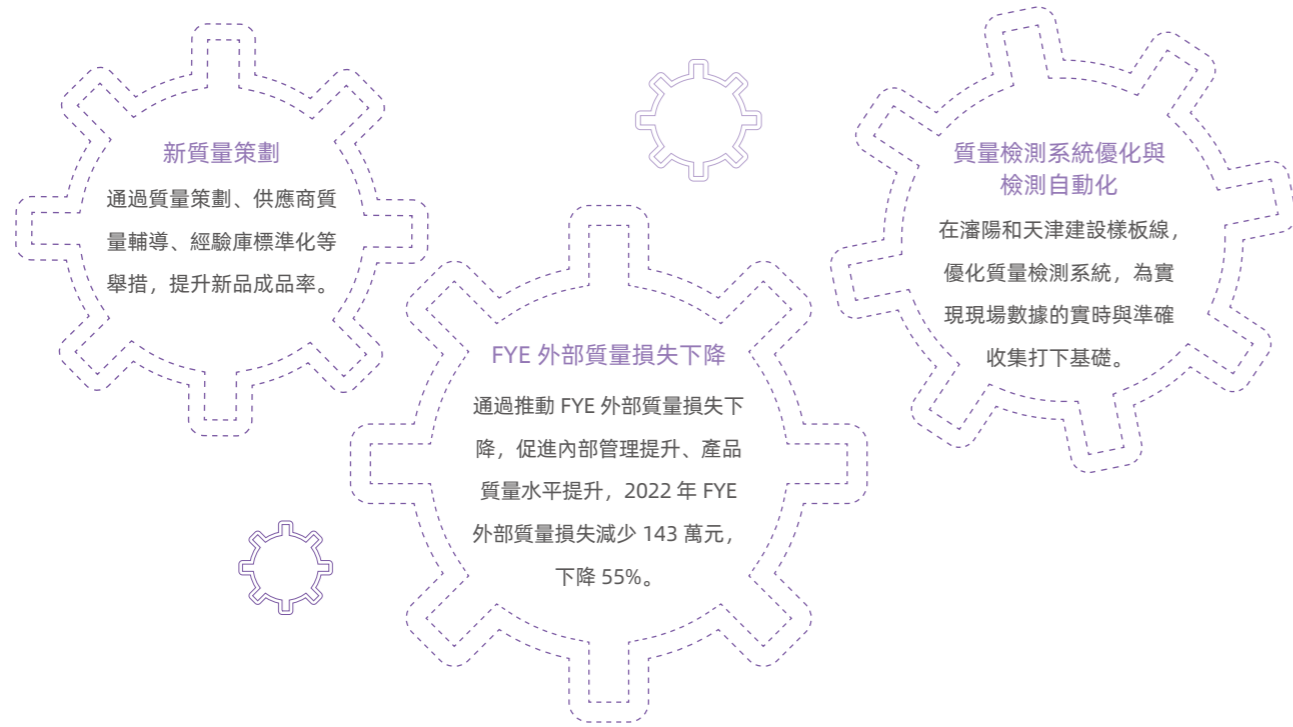 新質量策劃
通過質量策劃、供應商質
量輔導、經驗庫標準化等
舉措，提升新品成品率。
FYE 外部質量損失下降
通過推動 FYE 外部質量損失下
降，促進內部管理提升、產品
質量水平提升，2022 年 FYE
外部質量損失減少 143 萬元，
下降 55%。
質量檢測系統優化與
檢測自動化
在瀋陽和天津建設樣板線，
優化質量檢測系統，為實
現現場數據的實時與準確
收集打下基礎。